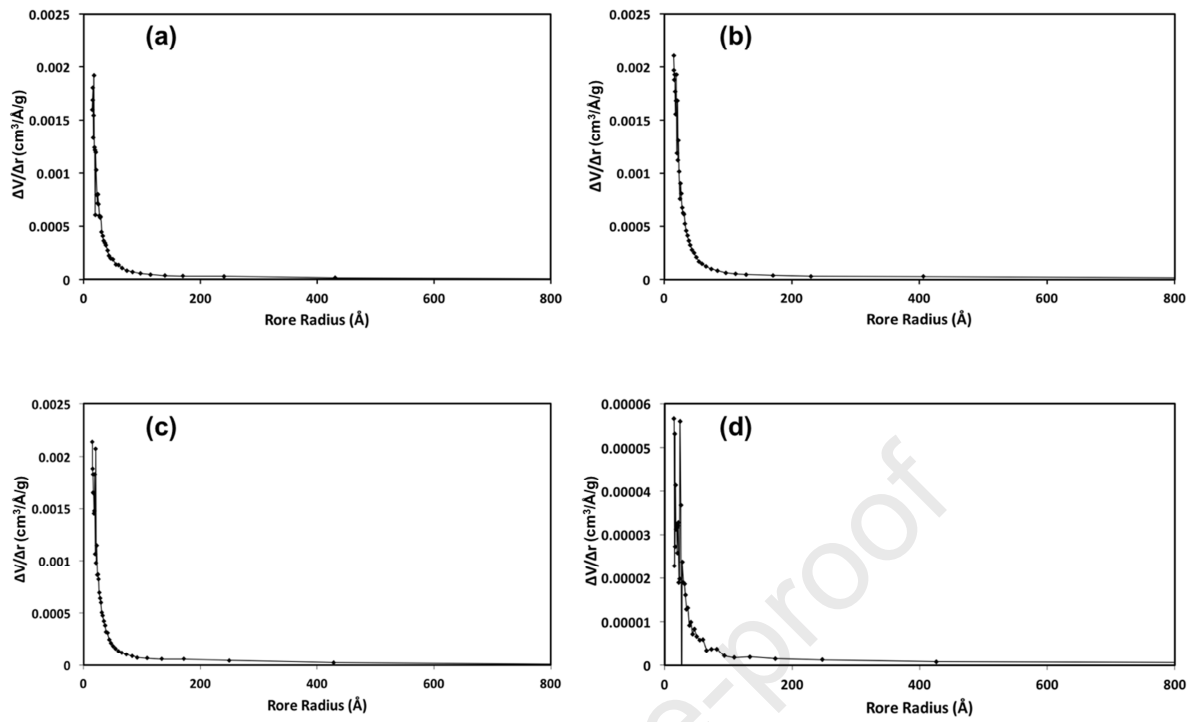 (a)
0.0025
0.002
0.0015
0.001
0.0005
0
ΔV/Δr (cm³/Å/g)
0 200 400 600 800
Rore Radius (Å)
(b)
0.0025
0.002
0.0015
0.001
0.0005
0
ΔV/Δr (cm³/Å/g)
0 200 400 600 800
Rore Radius (Å)
(c)
0.0025
0.002
0.0015
0.001
0.0005
0
ΔV/Δr (cm³/Å/g)
0 200 400 600 800
Rore Radius (Å)
(d)
0.00006
0.00005
0.00004
0.00003
0.00002
0.00001
0
ΔV/Δr (cm³/Å/g)
0 200 400 600 800
Rore Radius (Å)
e-proof